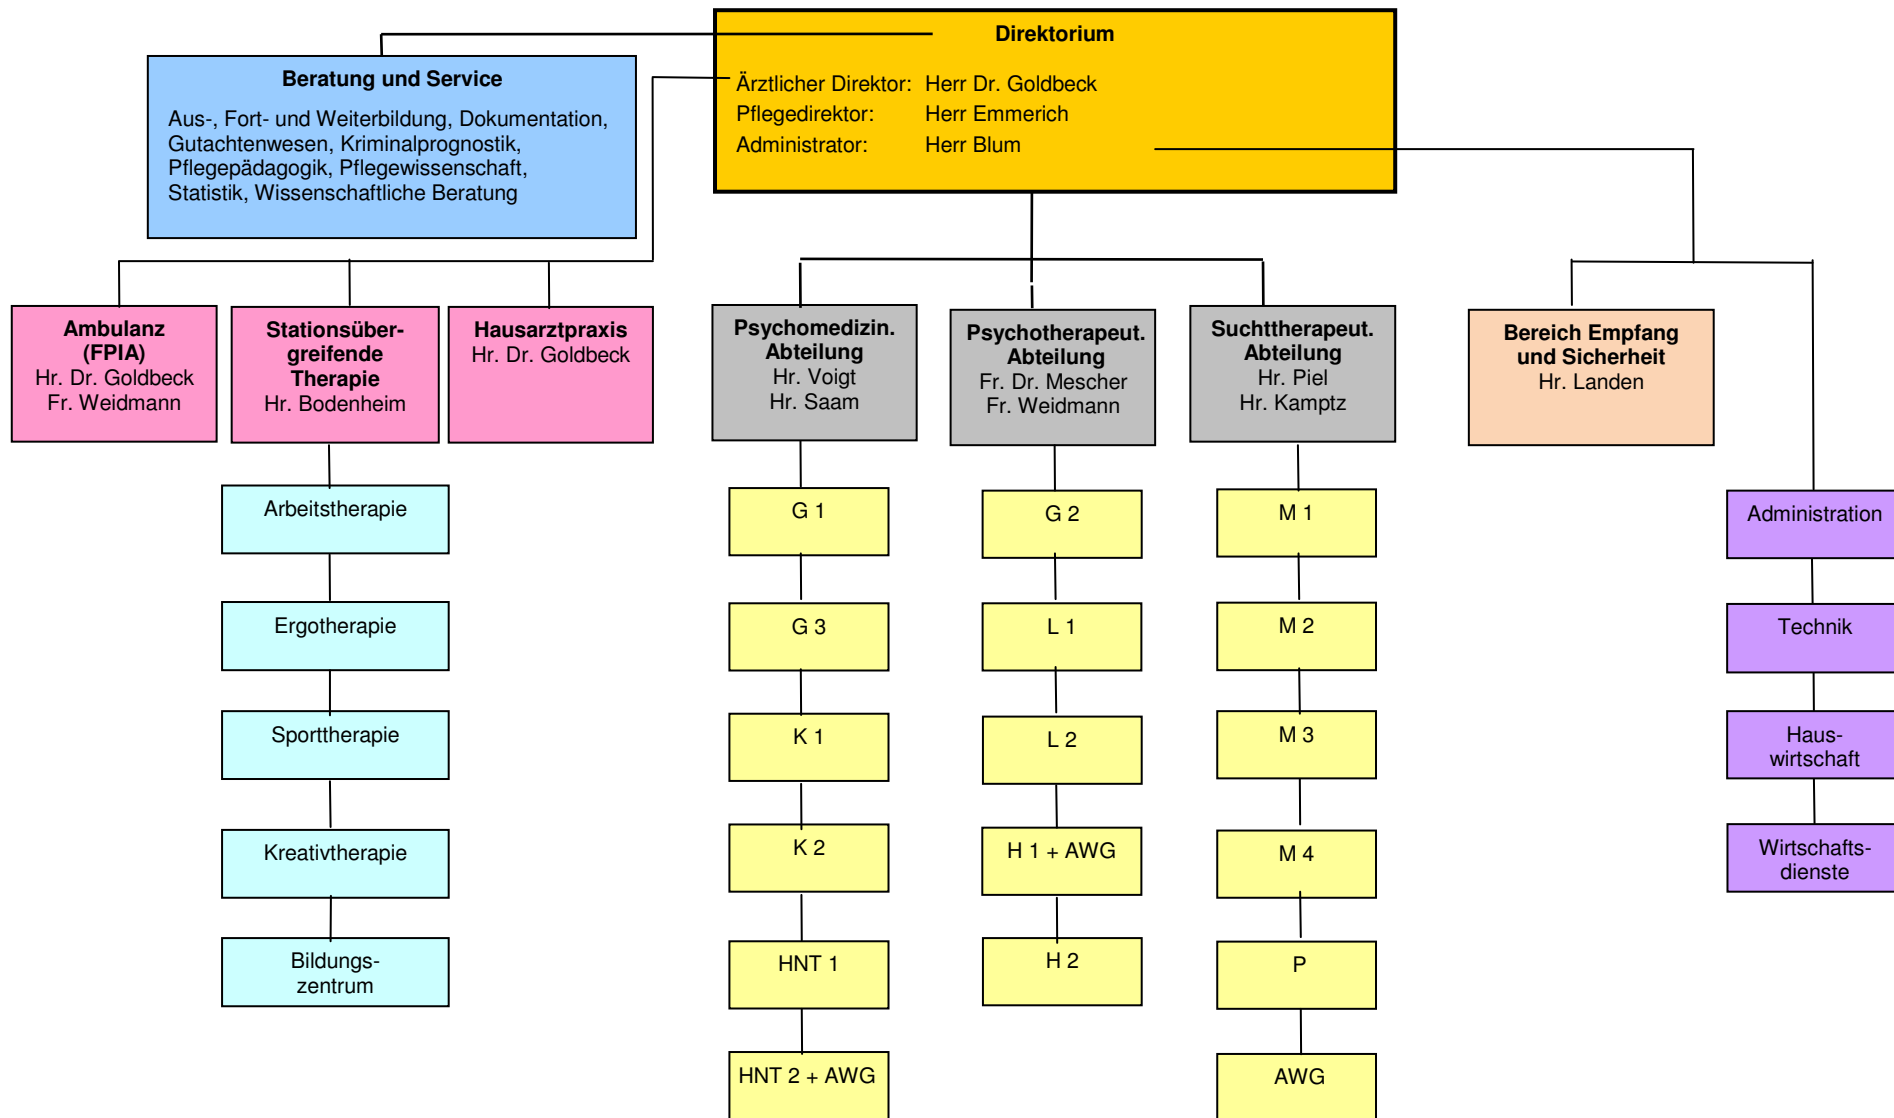 Direktorium
Ärztlicher Direktor: Herr Dr. Goldbeck
Pflegedirektor: Herr Emmerich
Administrator: Herr Blum
Beratung und Service
Aus-, Fort- und Weiterbildung, Dokumentation,
Gutachtenwesen, Kriminalprognostik,
Pflegepädagogik, Pflegewissenschaft,
Statistik, Wissenschaftliche Beratung
Ambulanz
(FPIA)
Hr. Dr. Goldbeck
Fr. Weidmann
Stationsüber-
greifende
Therapie
Hr. Bodenheim
Hausarztpraxis
Hr. Dr. Goldbeck
Psychomedizin.
Abteilung
Hr. Voigt
Hr. Saam
Psychotherapeut.
Abteilung
Fr. Dr. Mescher
Fr. Weidmann
Suchttherapeut.
Abteilung
Hr. Piel
Hr. Kamptz
Bereich Empfang
und Sicherheit
Hr. Landen
Arbeitstherapie
Ergotherapie
Sporttherapie
Kreativtherapie
Bildungs-
zentrum
G 1
G 3
K 1
K 2
HNT 1
HNT 2 + AWG
G 2
L 1
L 2
H 1 + AWG
H 2
M 1
M 2
M 3
M 4
P
AWG
Administration
Technik
Haus-
wirtschaft
Wirtschafts-
dienste